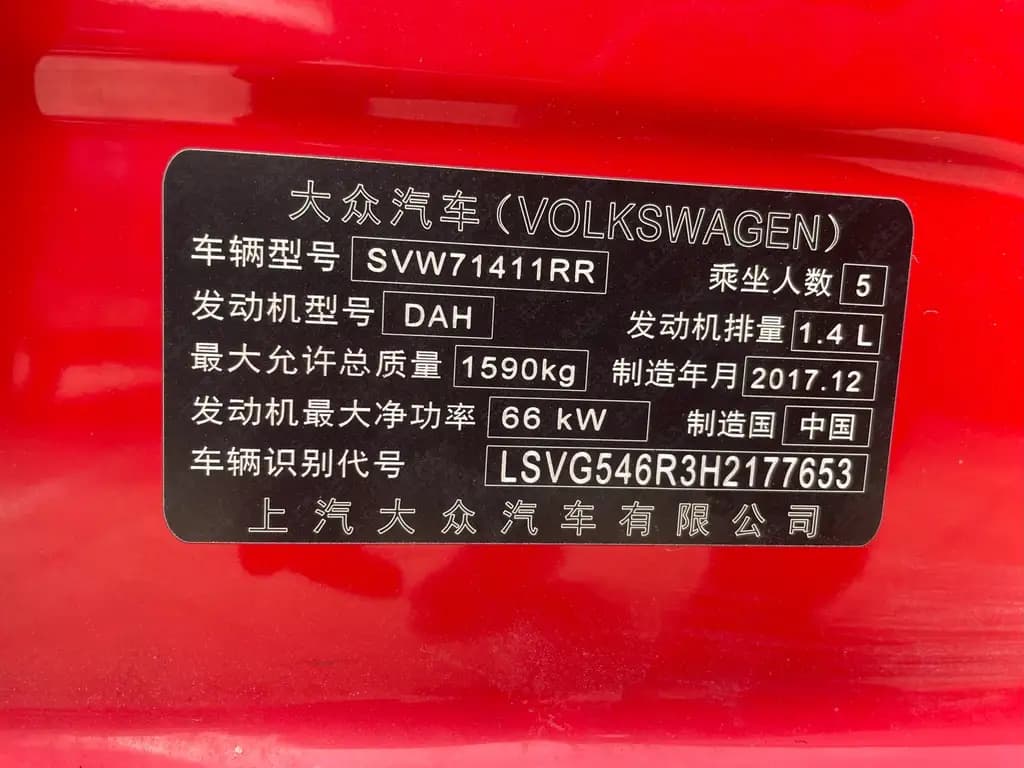 大众汽车(VOLKSWAGEN)
车辆型号 SVW71411RR 乘坐人数 5
发动机型号 DAH 发动机排量 1.4 L
最大允许总质量 1590kg 制造年月 2017.12
发动机最大净功率 66 kW 制造国 中国
车辆识别代号 LSVG546R3H2177653
上汽大众汽车有限公司